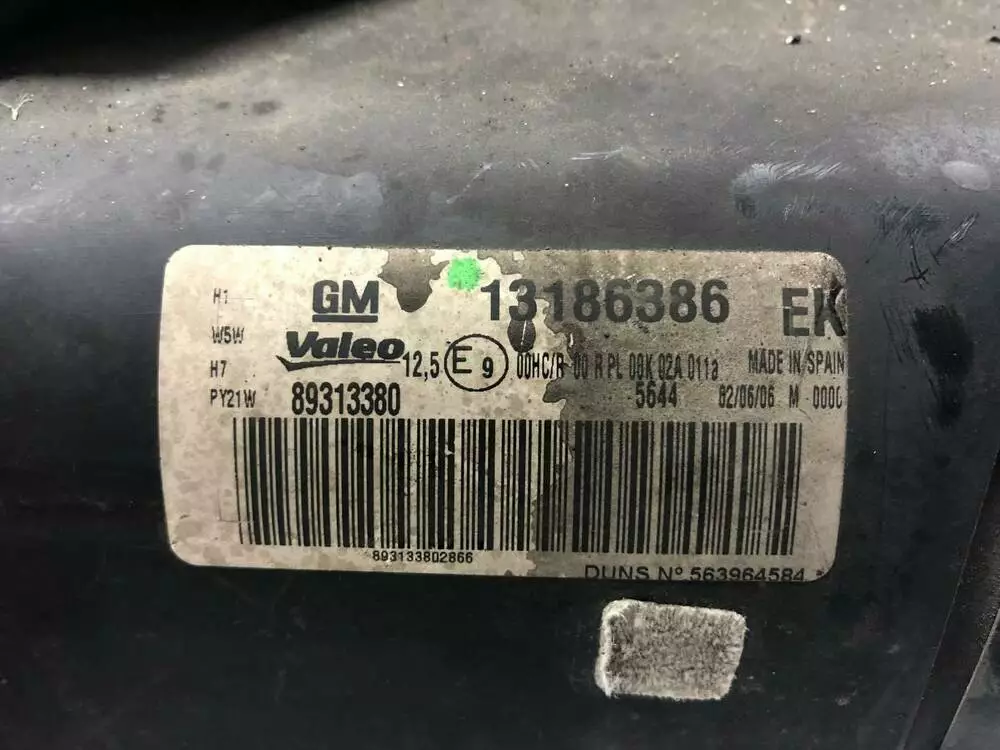 H1
GM 13186386 EK
W5W
Valeo
H7 12,5 E 9 00HC/R 00 R PL 00K 02A 011a MADE IN SPAIN
PY21W 89313380 5644 02/06/06 M 000C
893133802866
DUNS Nº 563964584